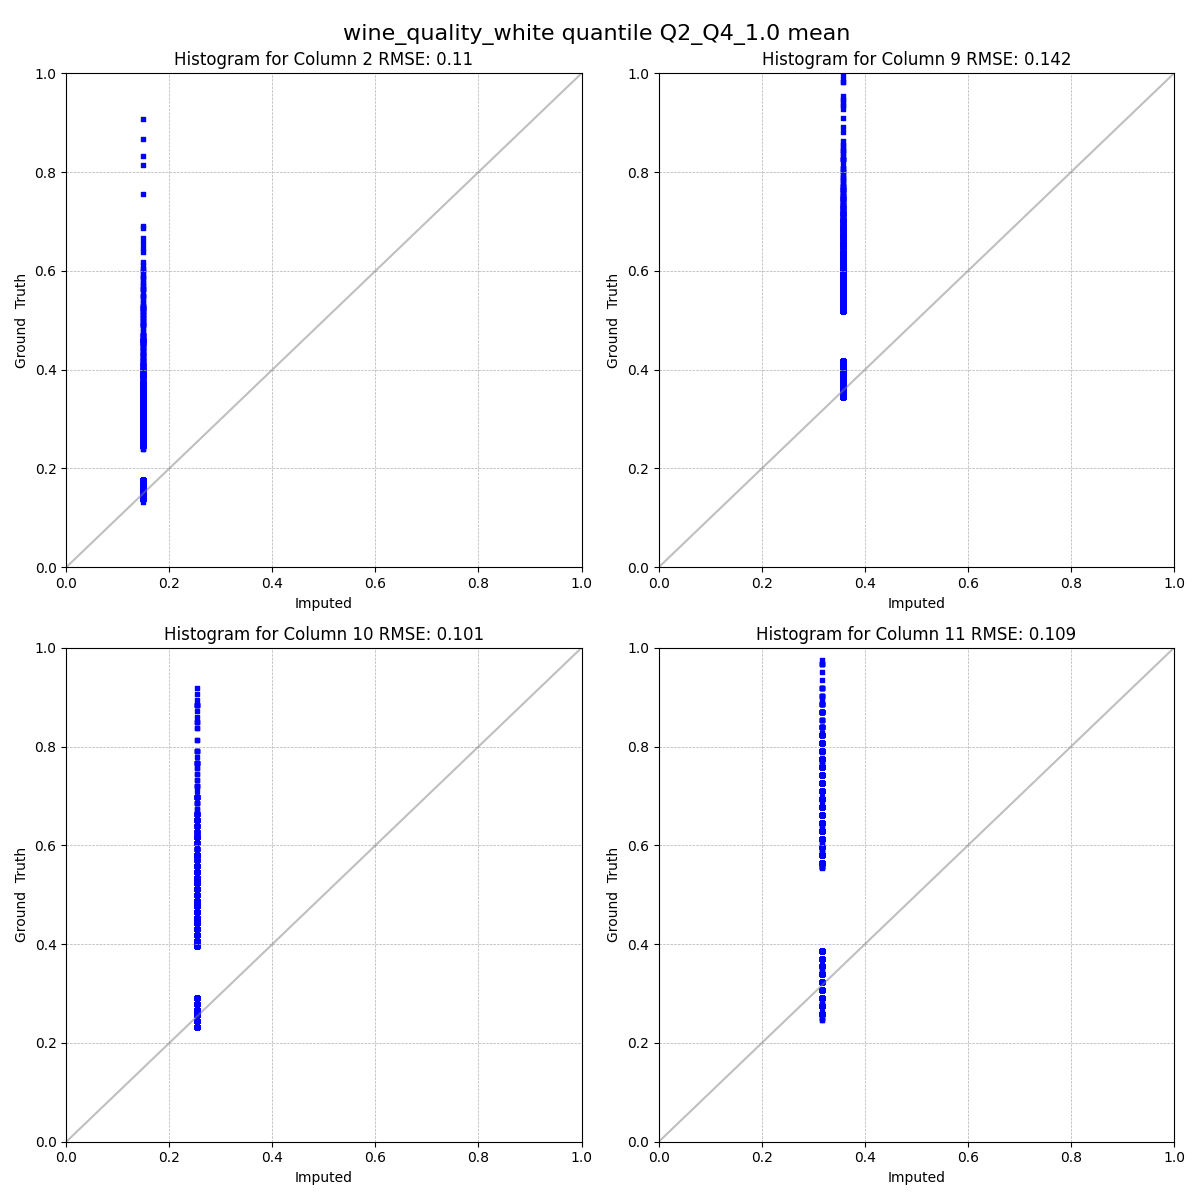 wine_quality_white quantile Q2_Q4_1.0 mean
Histogram for Column 2 RMSE: 0.11
1.0
0.8
0.6
0.4
0.2
0.0
Ground Truth
0.0 0.2 0.4 0.6 0.8 1.0
Imputed
Histogram for Column 9 RMSE: 0.142
1.0
0.8
0.6
0.4
0.2
0.0
Ground Truth
0.0 0.2 0.4 0.6 0.8 1.0
Imputed
Histogram for Column 10 RMSE: 0.101
1.0
0.8
0.6
0.4
0.2
0.0
Ground Truth
0.0 0.2 0.4 0.6 0.8 1.0
Imputed
Histogram for Column 11 RMSE: 0.109
1.0
0.8
0.6
0.4
0.2
0.0
Ground Truth
0.0 0.2 0.4 0.6 0.8 1.0
Imputed